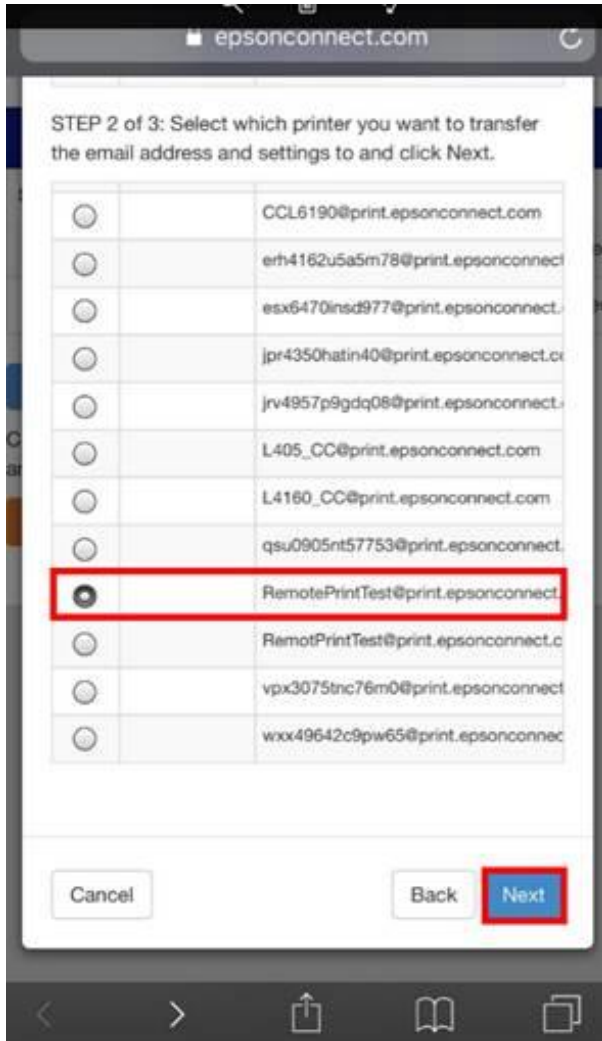 epsonconnect.com
STEP 2 of 3: Select which printer you want to transfer
the email address and settings to and click Next.
CCL6190@print.epsonconnect.com
erh4162u5a5m78@print.epsonconnect
esx6470insd977@print.epsonconnect.
jpr4350hatin40@print.epsonconnect.co
jrv4957p9gdq08@print.epsonconnect.
L405_CC@print.epsonconnect.com
L4160_CC@print.epsonconnect.com
qsu0905nt57753@print.epsonconnect.
RemotePrintTest@print.epsonconnect.
RemotPrintTest@print.epsonconnect.c
vpx3075tnc76m0@print.epsonconnect
wxx49642c9pw65@print.epsonconnec
Cancel
Back
Next